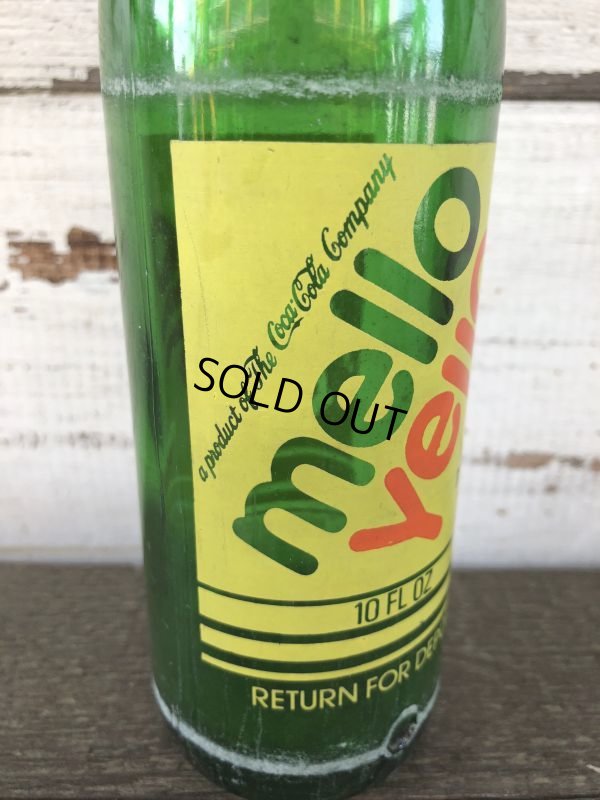 a product of The Coca-Cola Company
mello
yello
SOLD OUT
10 FL OZ
RETURN FOR